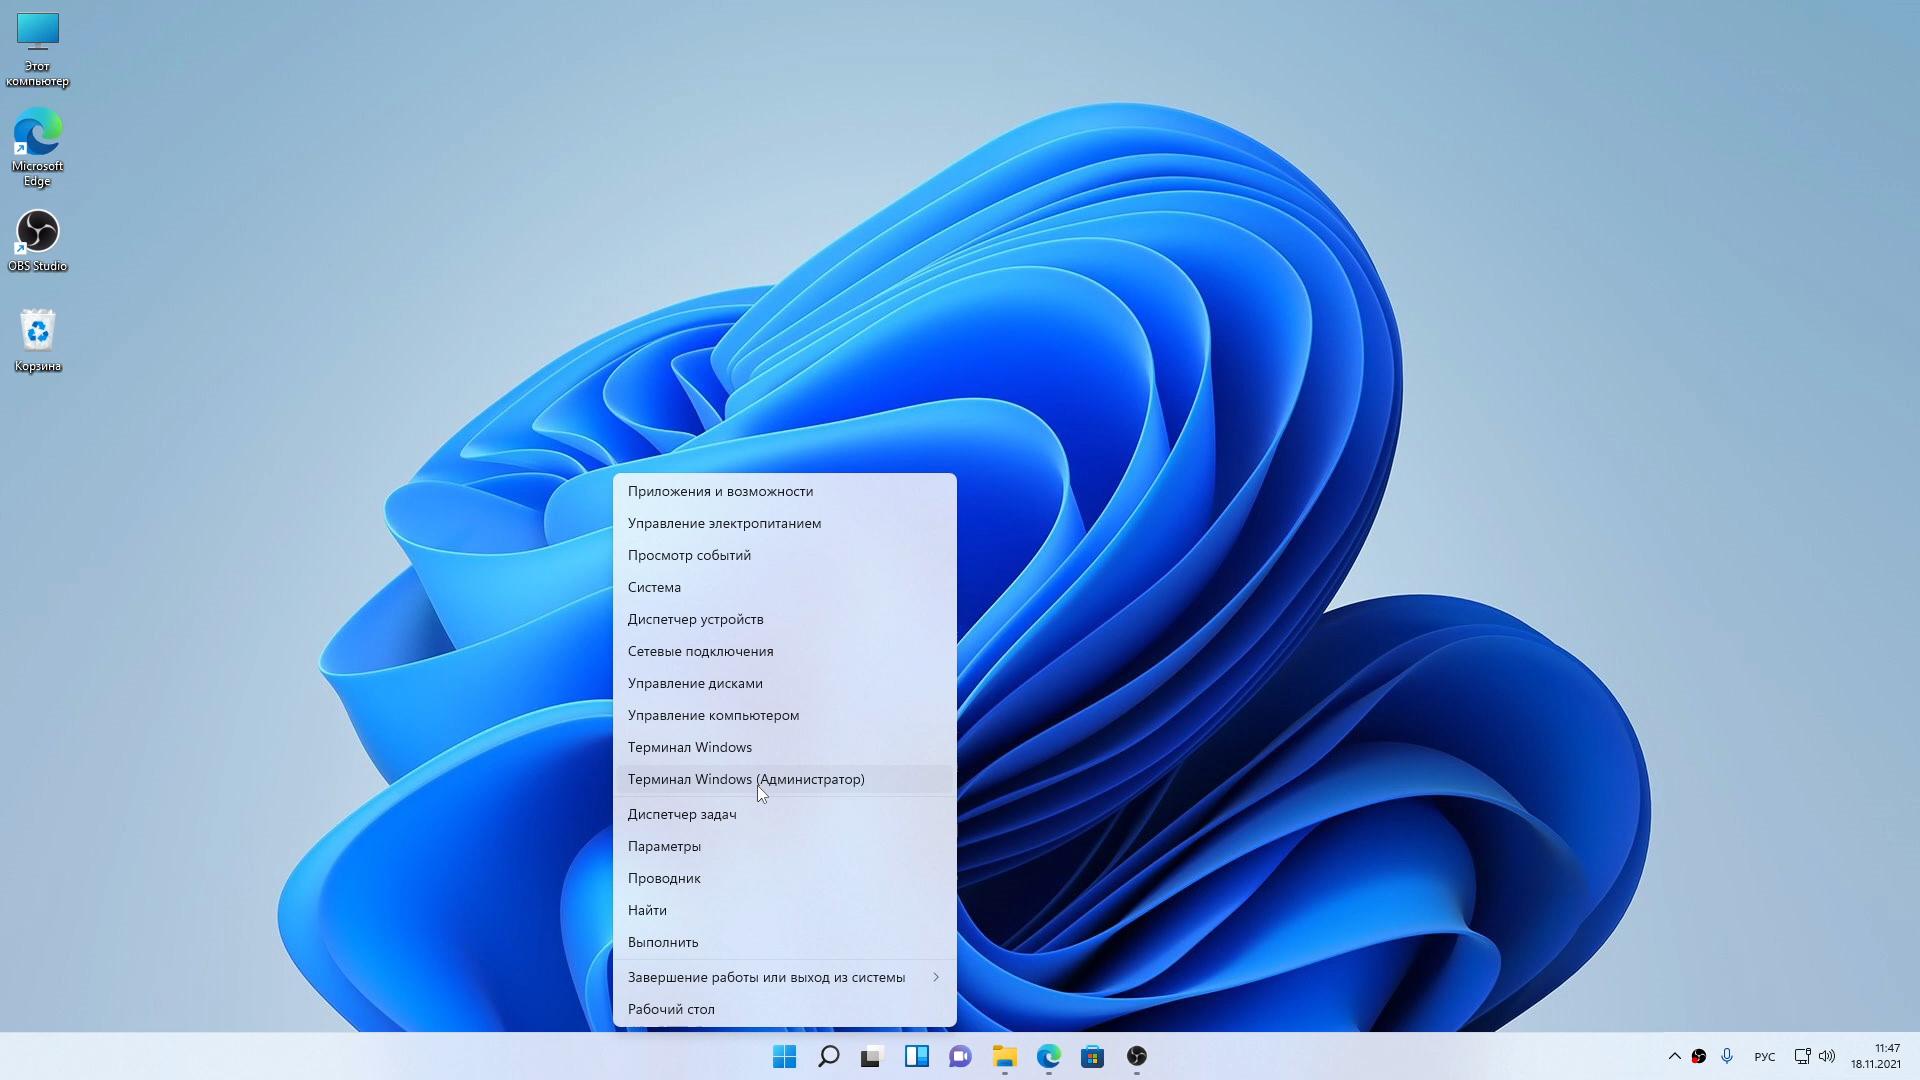 Этот
компьютер
Microsoft
Edge
OBS Studio
Корзина
Приложения и возможности
Управление электропитанием
Просмотр событий
Система
Диспетчер устройств
Сетевые подключения
Управление дисками
Управление компьютером
Терминал Windows
Терминал Windows (Администратор)
Диспетчер задач
Параметры
Проводник
Найти
Выполнить
Завершение работы или выход из системы
Рабочий стол
РУС
11:47
18.11.2021